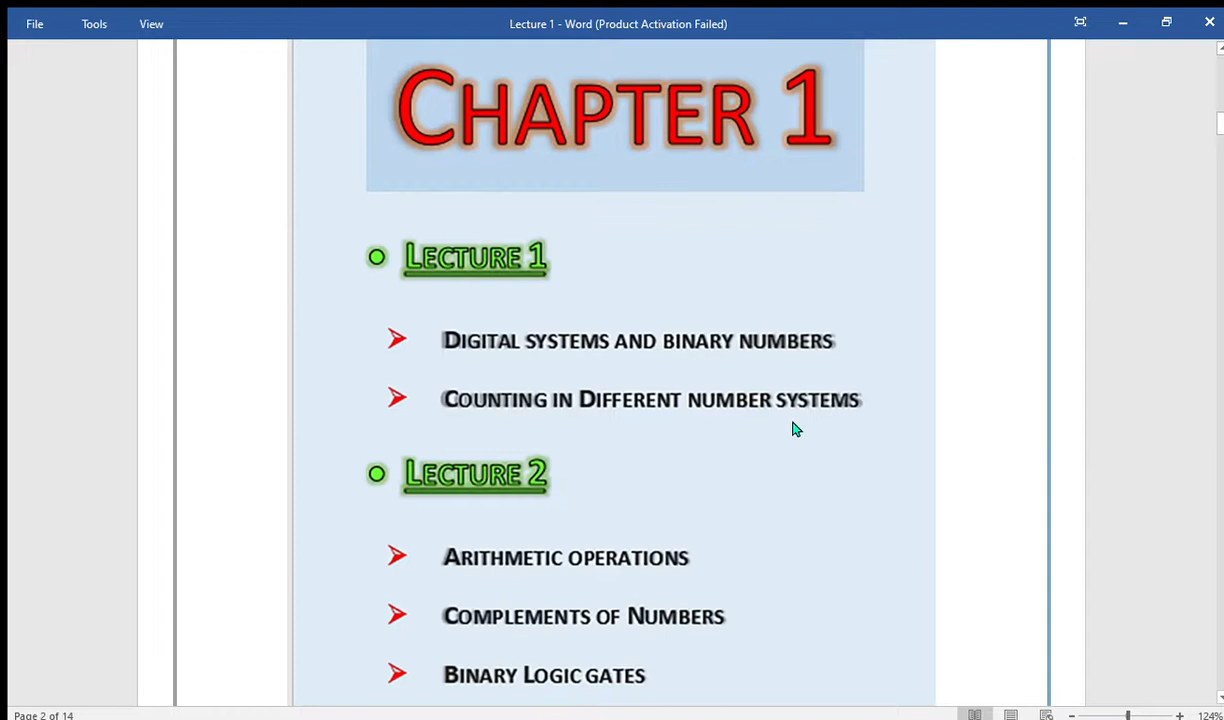 File Tools View Lecture 1 - Word (Product Activation Failed)
CHAPTER 1
LECTURE 1
DIGITAL SYSTEMS AND BINARY NUMBERS
COUNTING IN DIFFERENT NUMBER SYSTEMS
LECTURE 2
ARITHMETIC OPERATIONS
COMPLEMENTS OF NUMBERS
BINARY LOGIC GATES
Page 2 of 14 124%